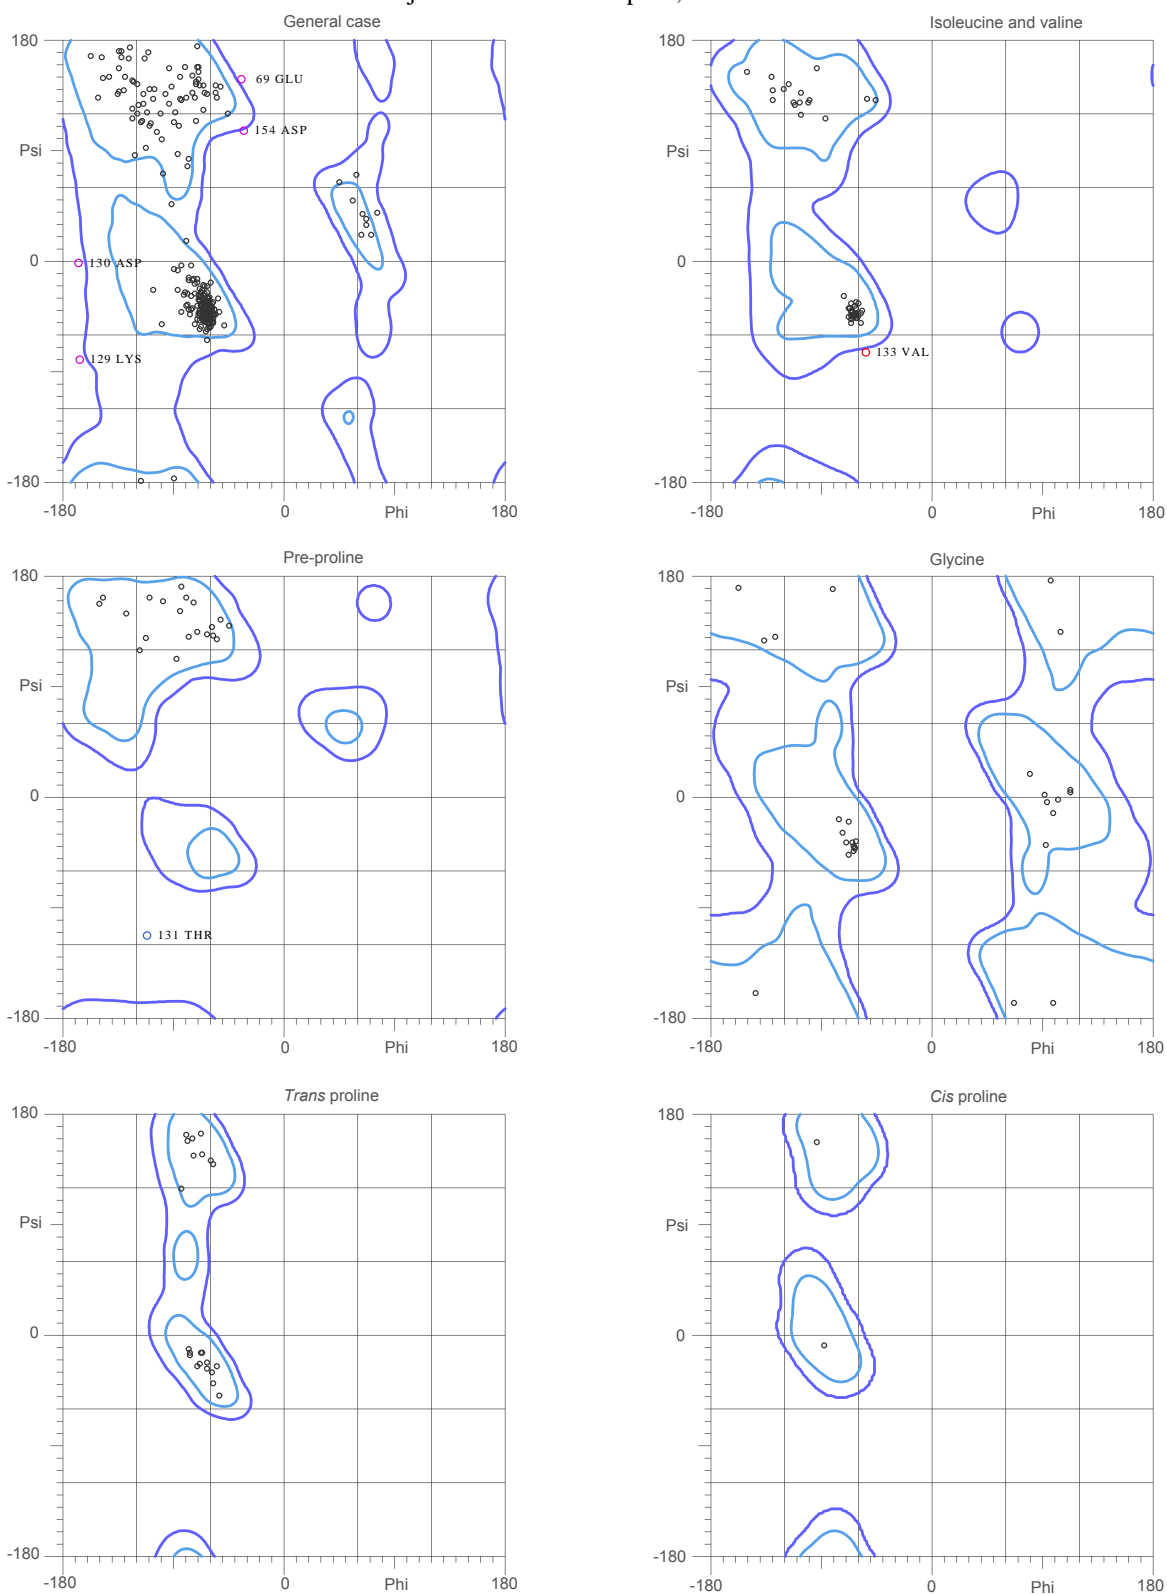 General case
180
Psi
0
-180
-180
0
Phi
180
69 GLU
154 ASP
130 ASP
129 LYS
Isoleucine and valine
180
Psi
0
-180
-180
0
Phi
180
133 VAL
Pre-proline
180
Psi
0
-180
-180
0
Phi
180
131 THR
Glycine
180
Psi
0
-180
-180
0
Phi
180
Trans proline
180
Psi
0
-180
-180
0
Phi
180
Cis proline
180
Psi
0
-180
-180
0
Phi
180